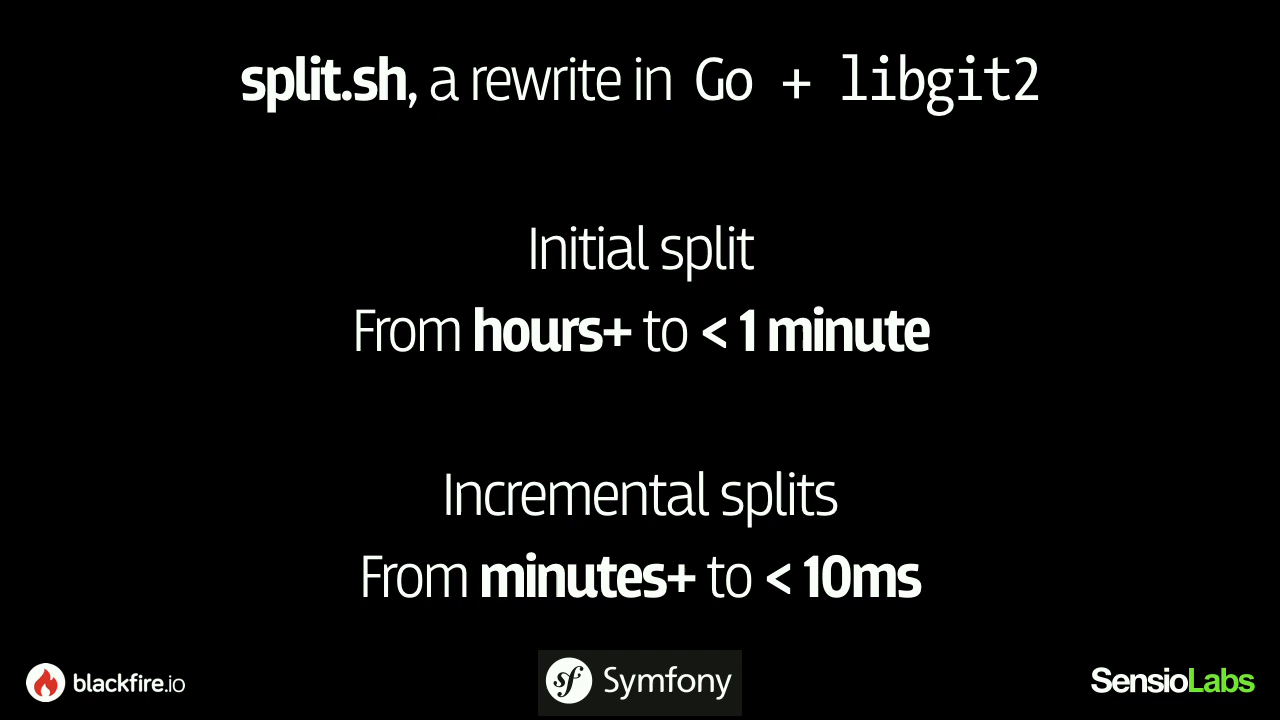 split.sh, a rewrite in Go + libgit2
Initial split
From hours+ to < 1 minute
Incremental splits
From minutes+ to < 10ms
blackfire.io
sf Symfony
SensioLabs